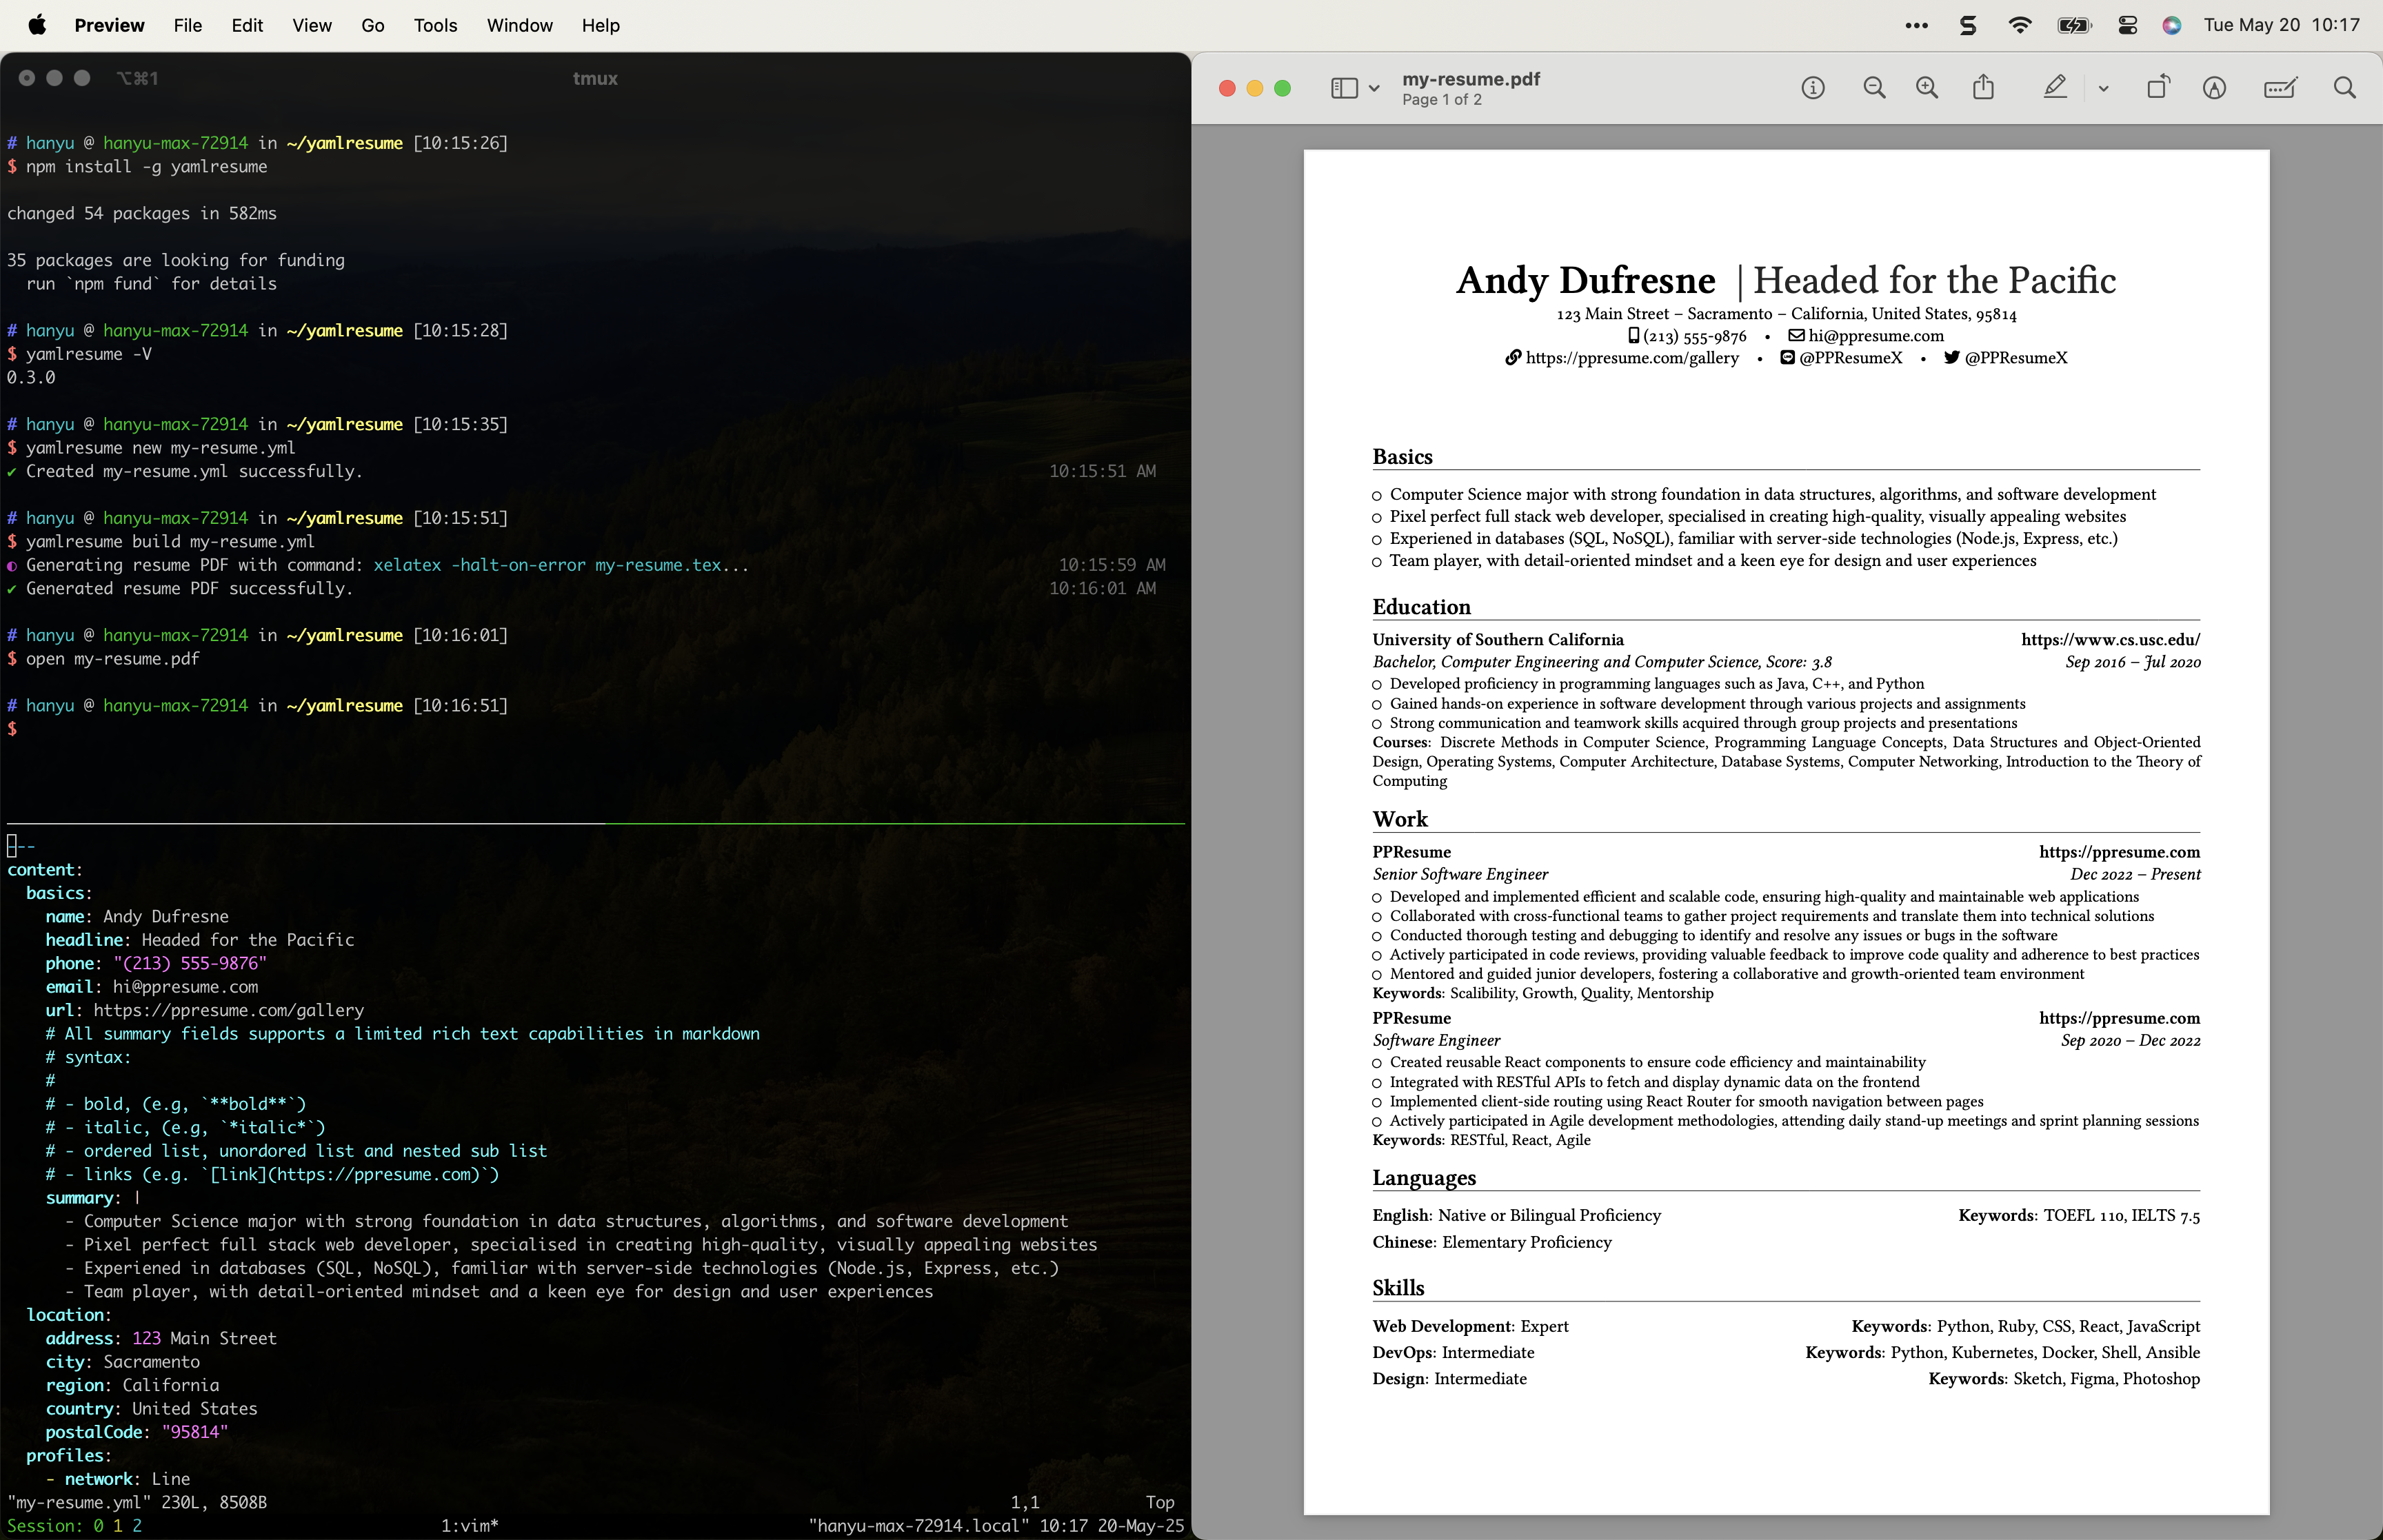 Preview File Edit View Go Tools Window Help
Tue May 20 10:17
⌥⌘1 tmux
# hanyu @ hanyu-max-72914 in ~/yamlresume [10:15:26]
$ npm install -g yamlresume
changed 54 packages in 582ms
35 packages are looking for funding
run `npm fund` for details
# hanyu @ hanyu-max-72914 in ~/yamlresume [10:15:28]
$ yamlresume -V
0.3.0
# hanyu @ hanyu-max-72914 in ~/yamlresume [10:15:35]
$ yamlresume new my-resume.yml
✔ Created my-resume.yml successfully. 10:15:51 AM
# hanyu @ hanyu-max-72914 in ~/yamlresume [10:15:51]
$ yamlresume build my-resume.yml
◐ Generating resume PDF with command: xelatex -halt-on-error my-resume.tex... 10:15:59 AM
✔ Generated resume PDF successfully. 10:16:01 AM
# hanyu @ hanyu-max-72914 in ~/yamlresume [10:16:01]
$ open my-resume.pdf
# hanyu @ hanyu-max-72914 in ~/yamlresume [10:16:51]
$
---
content:
basics:
name: Andy Dufresne
headline: Headed for the Pacific
phone: "(213) 555-9876"
email: hi@ppresume.com
url: https://ppresume.com/gallery
# All summary fields supports a limited rich text capabilities in markdown
# syntax:
#
# - bold, (e.g, `**bold**`)
# - italic, (e.g, `*italic*`)
# - ordered list, unordored list and nested sub list
# - links (e.g. `[link](https://ppresume.com)`)
summary: |
- Computer Science major with strong foundation in data structures, algorithms, and software development
- Pixel perfect full stack web developer, specialised in creating high-quality, visually appealing websites
- Experiened in databases (SQL, NoSQL), familiar with server-side technologies (Node.js, Express, etc.)
- Team player, with detail-oriented mindset and a keen eye for design and user experiences
location:
address: 123 Main Street
city: Sacramento
region: California
country: United States
postalCode: "95814"
profiles:
- network: Line
"my-resume.yml" 230L, 8508B 1,1 Top
Session: 0 1 2 1:vim* "hanyu-max-72914.local" 10:17 20-May-25
my-resume.pdf
Page 1 of 2
Andy Dufresne | Headed for the Pacific
123 Main Street – Sacramento – California, United States, 95814
(213) 555-9876 • hi@ppresume.com
https://ppresume.com/gallery • @PPResumeX • @PPResumeX
Basics
○ Computer Science major with strong foundation in data structures, algorithms, and software development
○ Pixel perfect full stack web developer, specialised in creating high-quality, visually appealing websites
○ Experiened in databases (SQL, NoSQL), familiar with server-side technologies (Node.js, Express, etc.)
○ Team player, with detail-oriented mindset and a keen eye for design and user experiences
Education
University of Southern California https://www.cs.usc.edu/
Bachelor, Computer Engineering and Computer Science, Score: 3.8 Sep 2016 – Jul 2020
○ Developed proficiency in programming languages such as Java, C++, and Python
○ Gained hands-on experience in software development through various projects and assignments
○ Strong communication and teamwork skills acquired through group projects and presentations
Courses: Discrete Methods in Computer Science, Programming Language Concepts, Data Structures and Object-Oriented
Design, Operating Systems, Computer Architecture, Database Systems, Computer Networking, Introduction to the Theory of
Computing
Work
PPResume https://ppresume.com
Senior Software Engineer Dec 2022 – Present
○ Developed and implemented efficient and scalable code, ensuring high-quality and maintainable web applications
○ Collaborated with cross-functional teams to gather project requirements and translate them into technical solutions
○ Conducted thorough testing and debugging to identify and resolve any issues or bugs in the software
○ Actively participated in code reviews, providing valuable feedback to improve code quality and adherence to best practices
○ Mentored and guided junior developers, fostering a collaborative and growth-oriented team environment
Keywords: Scalibility, Growth, Quality, Mentorship
PPResume https://ppresume.com
Software Engineer Sep 2020 – Dec 2022
○ Created reusable React components to ensure code efficiency and maintainability
○ Integrated with RESTful APIs to fetch and display dynamic data on the frontend
○ Implemented client-side routing using React Router for smooth navigation between pages
○ Actively participated in Agile development methodologies, attending daily stand-up meetings and sprint planning sessions
Keywords: RESTful, React, Agile
Languages
English: Native or Bilingual Proficiency Keywords: TOEFL 110, IELTS 7.5
Chinese: Elementary Proficiency
Skills
Web Development: Expert Keywords: Python, Ruby, CSS, React, JavaScript
DevOps: Intermediate Keywords: Python, Kubernetes, Docker, Shell, Ansible
Design: Intermediate Keywords: Sketch, Figma, Photoshop